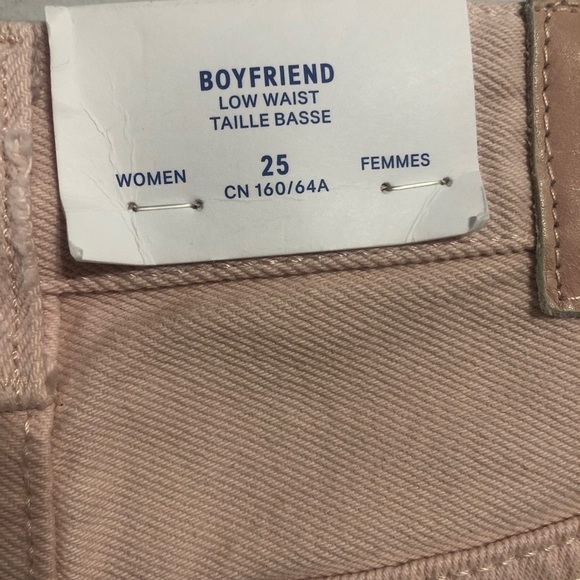 BOYFRIEND
LOW WAIST
TAILLE BASSE
WOMEN 25 FEMMES
CN 160/64A